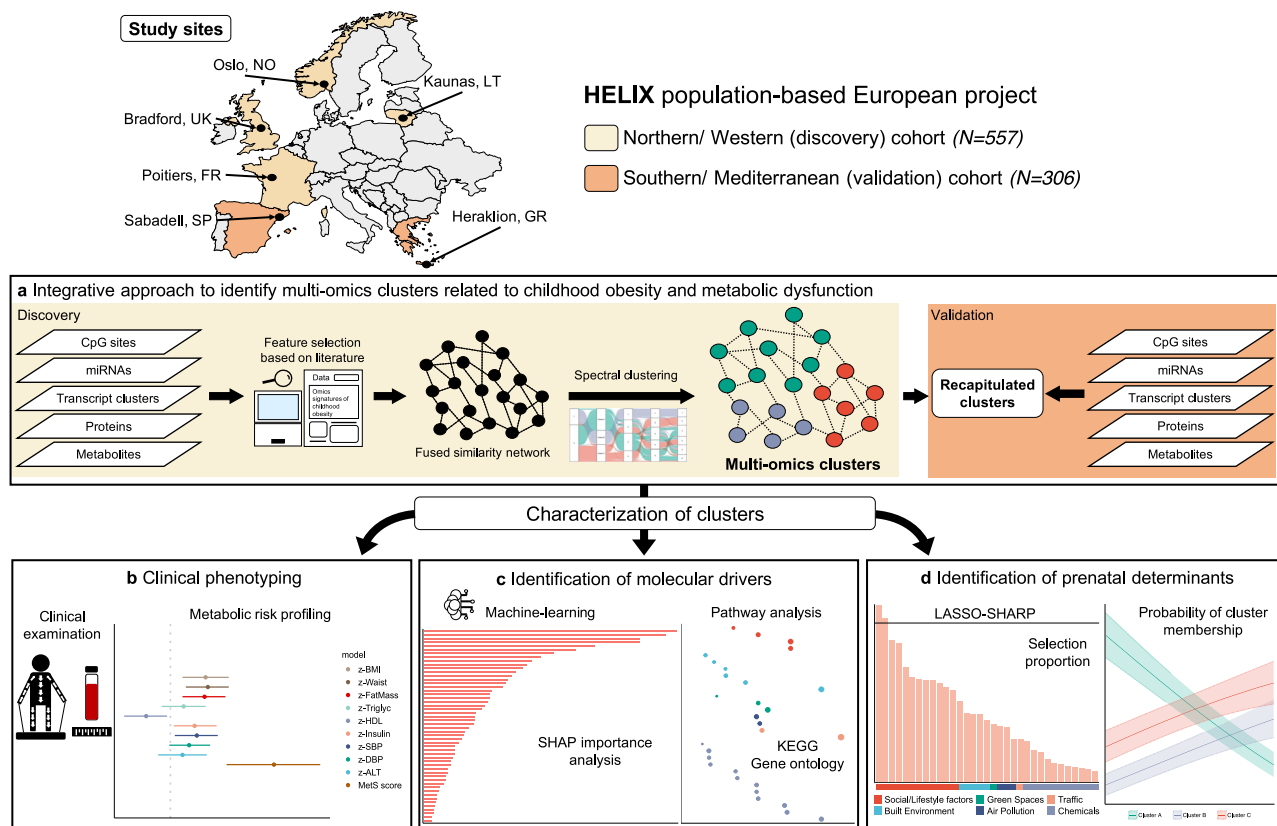 Study sites
Oslo, NO
Kaunas, LT
Bradford, UK
Poitiers, FR
Sabadell, SP
Heraklion, GR
HELIX population-based European project
Northern/ Western (discovery) cohort (N=557)
Southern/ Mediterranean (validation) cohort (N=306)
a Integrative approach to identify multi-omics clusters related to childhood obesity and metabolic dysfunction
Discovery
CpG sites
miRNAs
Transcript clusters
Proteins
Metabolites
Feature selection
based on literature
Data
Omics
signatures of
childhood
obesity
Fused similarity network
Spectral clustering
Multi-omics clusters
Validation
Recapitulated
clusters
CpG sites
miRNAs
Transcript clusters
Proteins
Metabolites
Characterization of clusters
b Clinical phenotyping
Clinical
examination
Metabolic risk profiling
model
z-BMI
z-Waist
z-FatMass
z-Triglyc
z-HDL
z-Insulin
z-SBP
z-DBP
z-ALT
MetS score
c Identification of molecular drivers
Machine-learning
SHAP importance
analysis
Pathway analysis
KEGG
Gene ontology
d Identification of prenatal determinants
LASSO-SHARP
Selection
proportion
Social/Lifestyle factors
Green Spaces
Traffic
Built Environment
Air Pollution
Chemicals
Probability of cluster
membership
Cluster A
Cluster B
Cluster C